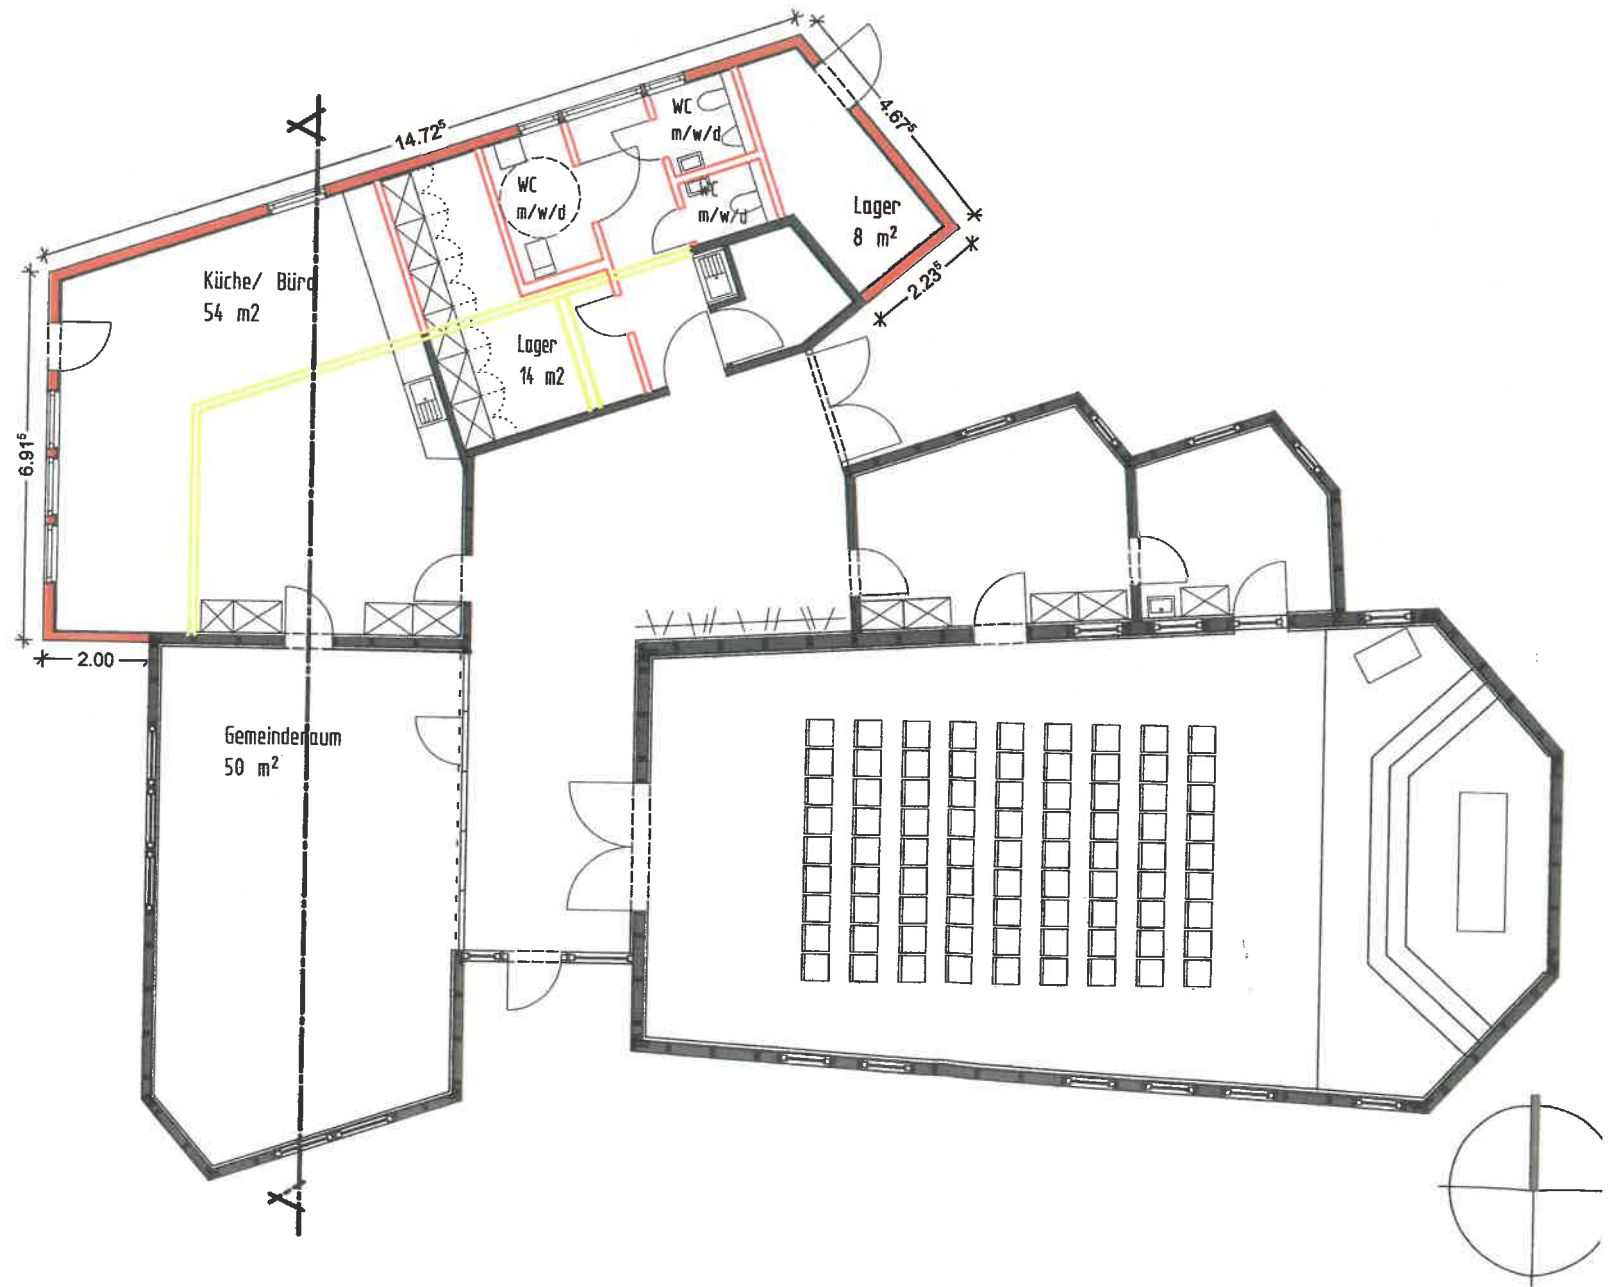 14.72⁵
4.67⁵
2.23⁵
6.91⁵
2.00
WC
m/w/d
WC
m/w/d
WC
m/w/d
Lager
8 m²
Küche/ Büro
54 m2
Lager
14 m2
Gemeinderaum
50 m²
A
A